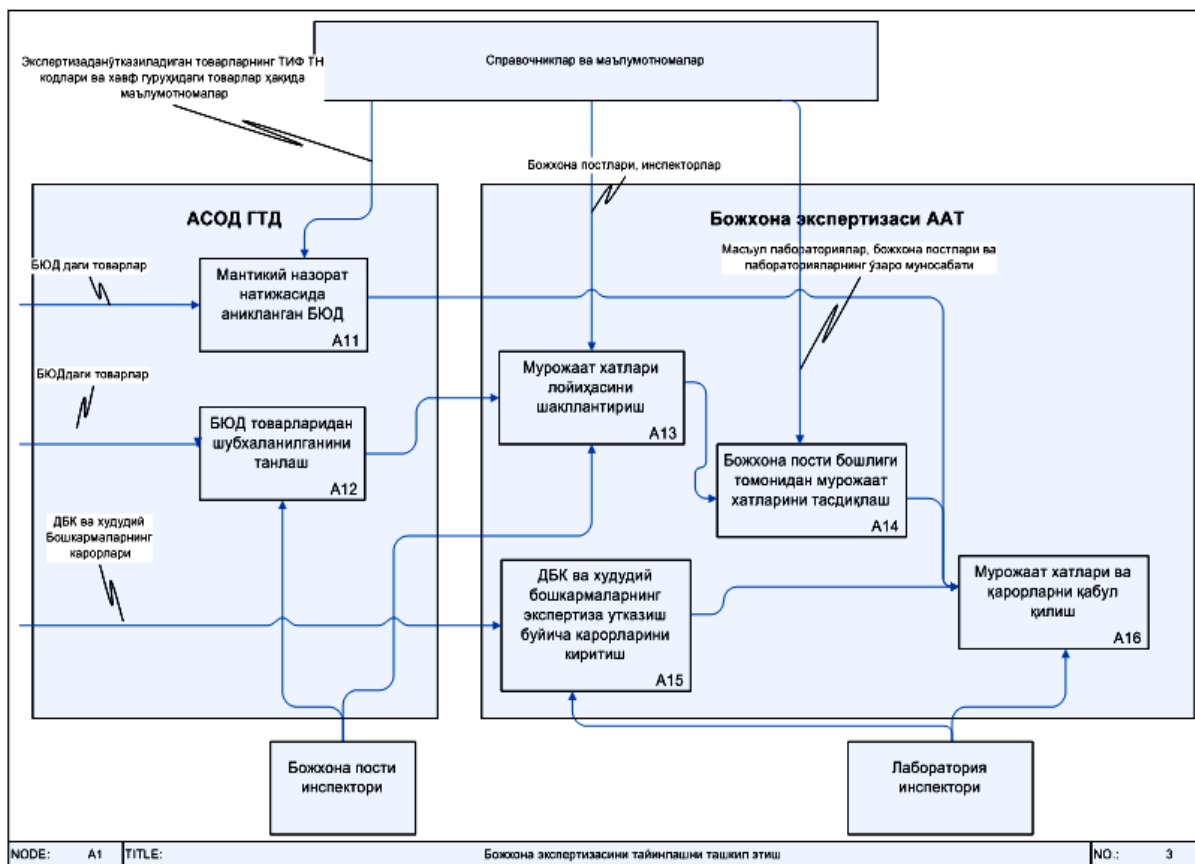 Экспертизаданўтказиладиган товарларнинг ТИФ ТН
кодлари ва хавф гуруҳидаги товарлар ҳақида
маълумотномалар
Справочниклар ва маълумотномалар
Божхона постлари, инспекторлар
АСОД ГТД
Божхона экспертизаси ААТ
БЮД даги товарлар
Мантикий назорат
натижасида
аникланган БЮД
A11
Масъул лабораториялар, божхона постлари ва
лабораторияларнинг ўзаро муносабати
БЮДдаги товарлар
Мурожаат хатлари
лойиҳасини
шакллантириш
A13
БЮД товарларидан
шубхаланилганини
танлаш
A12
Божхона пости бошлиги
томонидан мурожаат
хатларини тасдиқлаш
A14
ДБК ва худудий
Бошкармаларнинг
карорлари
ДБК ва худудий
бошкармаларнинг
экспертиза утказиш
буйича карорларини
киритиш
A15
Мурожаат хатлари ва
қарорларни қабул
қилиш
A16
Божхона пости
инспектори
Лаборатория
инспектори
NODE: A1 TITLE: Божхона экспертизасини тайинлашни ташкил этиш NO.: 3